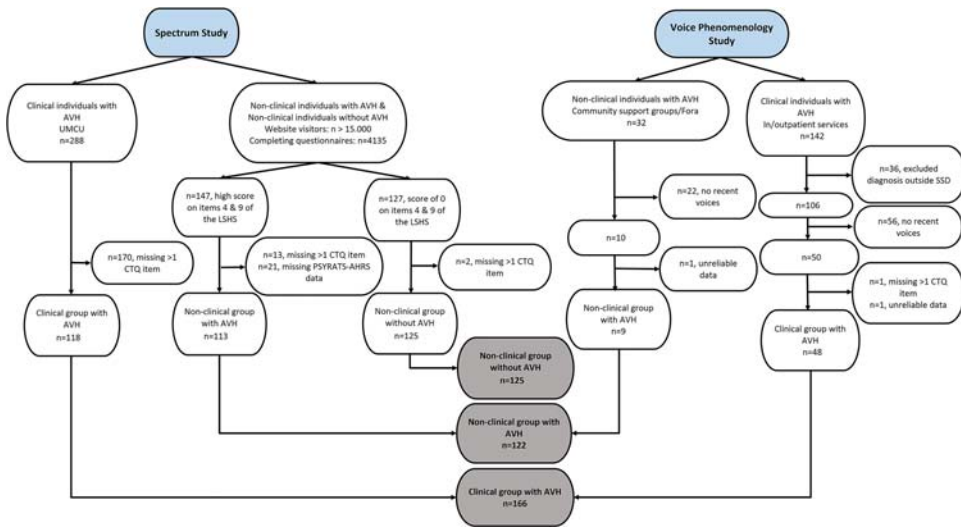 Spectrum Study
Voice Phenomenology
Study
Clinical individuals with
AVH
UMCU
n=288
Non-clinical individuals with AVH &
Non-clinical individuals without AVH
Website visitors: n > 15.000
Completing questionnaires: n=4135
Non-clinical individuals with AVH
Community support groups/Fora
n=32
Clinical individuals with
AVH
In/outpatient services
n=142
n=36, excluded
diagnosis outside SSD
n=147, high score
on items 4 & 9 of
the LSHS
n=127, score of 0
on items 4 & 9 of
the LSHS
n=22, no recent
voices
n=106
n=56, no recent
voices
n=10
n=50
n=170, missing >1
CTQ item
n=13, missing >1 CTQ item
n=21, missing PSYRATS-AHRS
data
n=2, missing >1 CTQ
item
n=1, unreliable
data
n=1, missing >1 CTQ
item
n=1, unreliable data
Clinical group with
AVH
n=118
Non-clinical group
with AVH
n=113
Non-clinical group
without AVH
n=125
Non-clinical
group with
AVH
n=9
Clinical group with
AVH
n=48
Non-clinical group
without AVH
n=125
Non-clinical group with
AVH
n=122
Clinical group with AVH
n=166